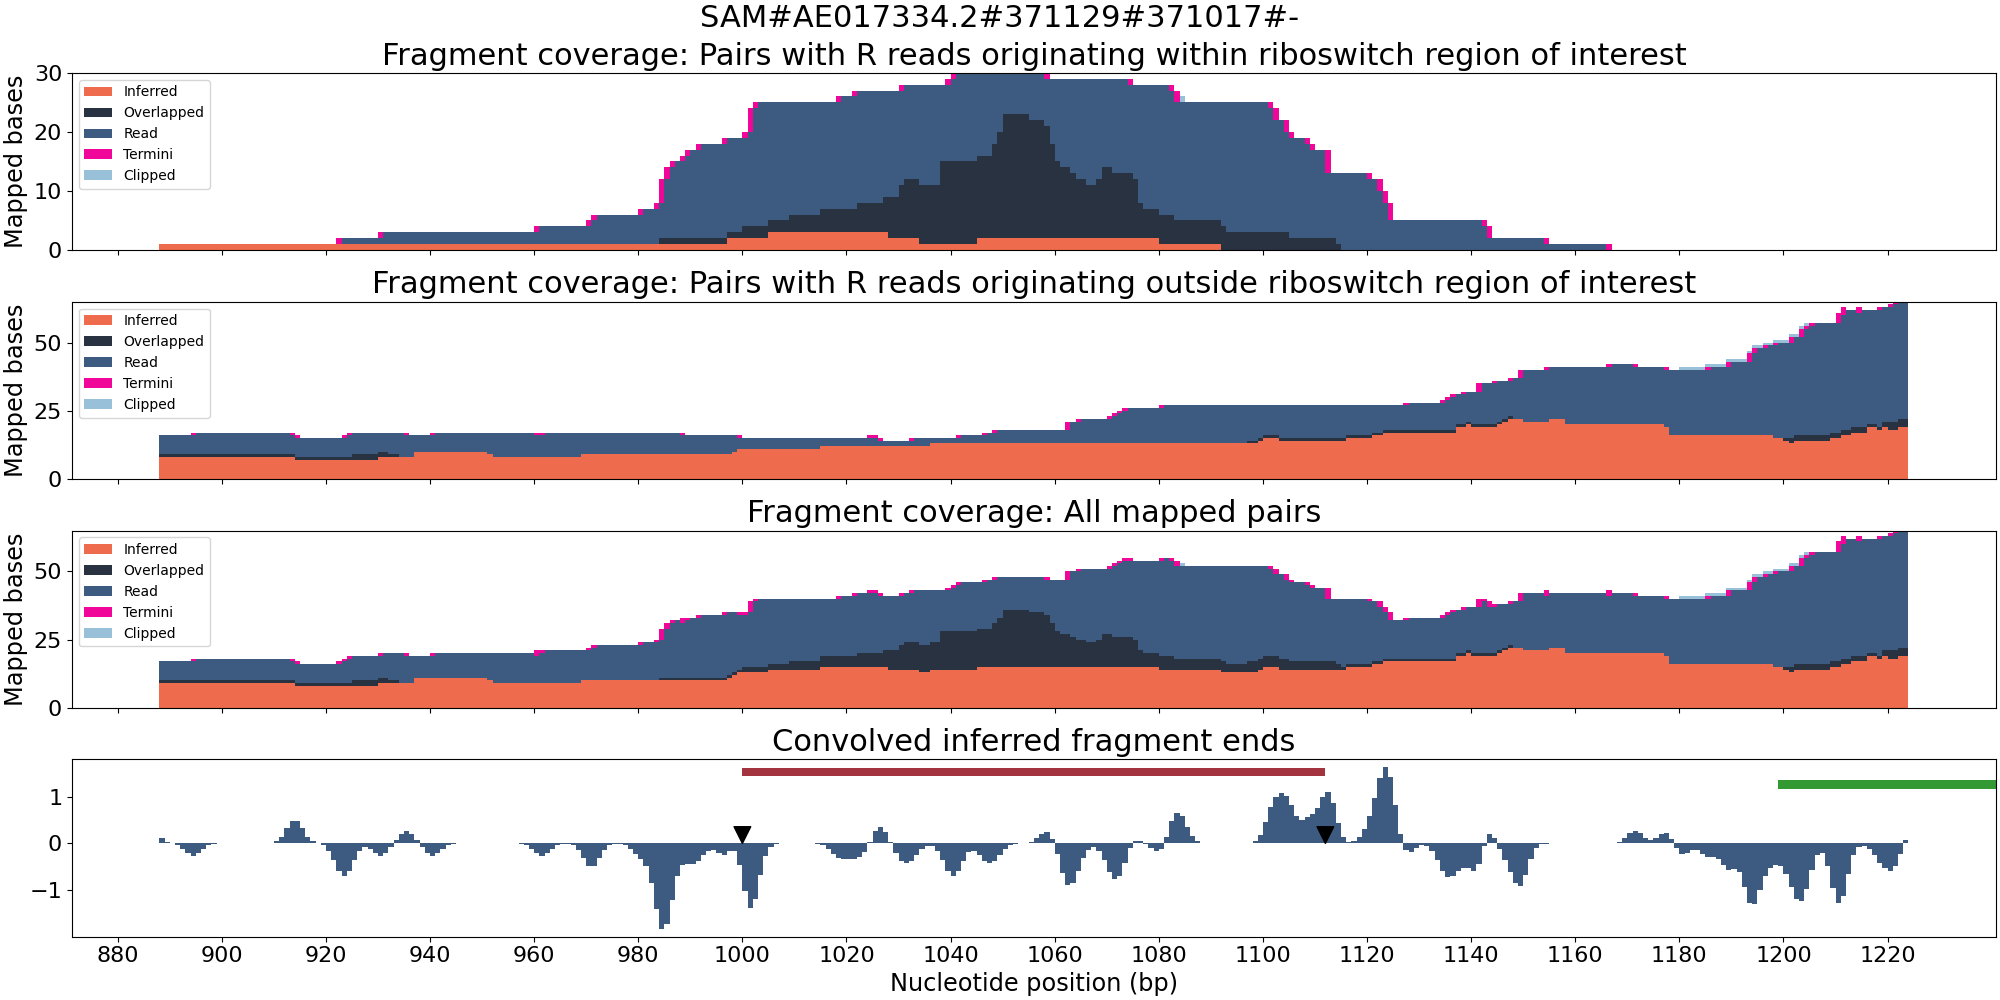 SAM#AE017334.2#371129#371017#-
Fragment coverage: Pairs with R reads originating within riboswitch region of interest
Mapped bases
30
20
10
0
Inferred
Overlapped
Read
Termini
Clipped
Fragment coverage: Pairs with R reads originating outside riboswitch region of interest
Mapped bases
50
25
0
Inferred
Overlapped
Read
Termini
Clipped
Fragment coverage: All mapped pairs
Mapped bases
50
25
0
Inferred
Overlapped
Read
Termini
Clipped
Convolved inferred fragment ends
1
0
−1
880 900 920 940 960 980 1000 1020 1040 1060 1080 1100 1120 1140 1160 1180 1200 1220
Nucleotide position (bp)